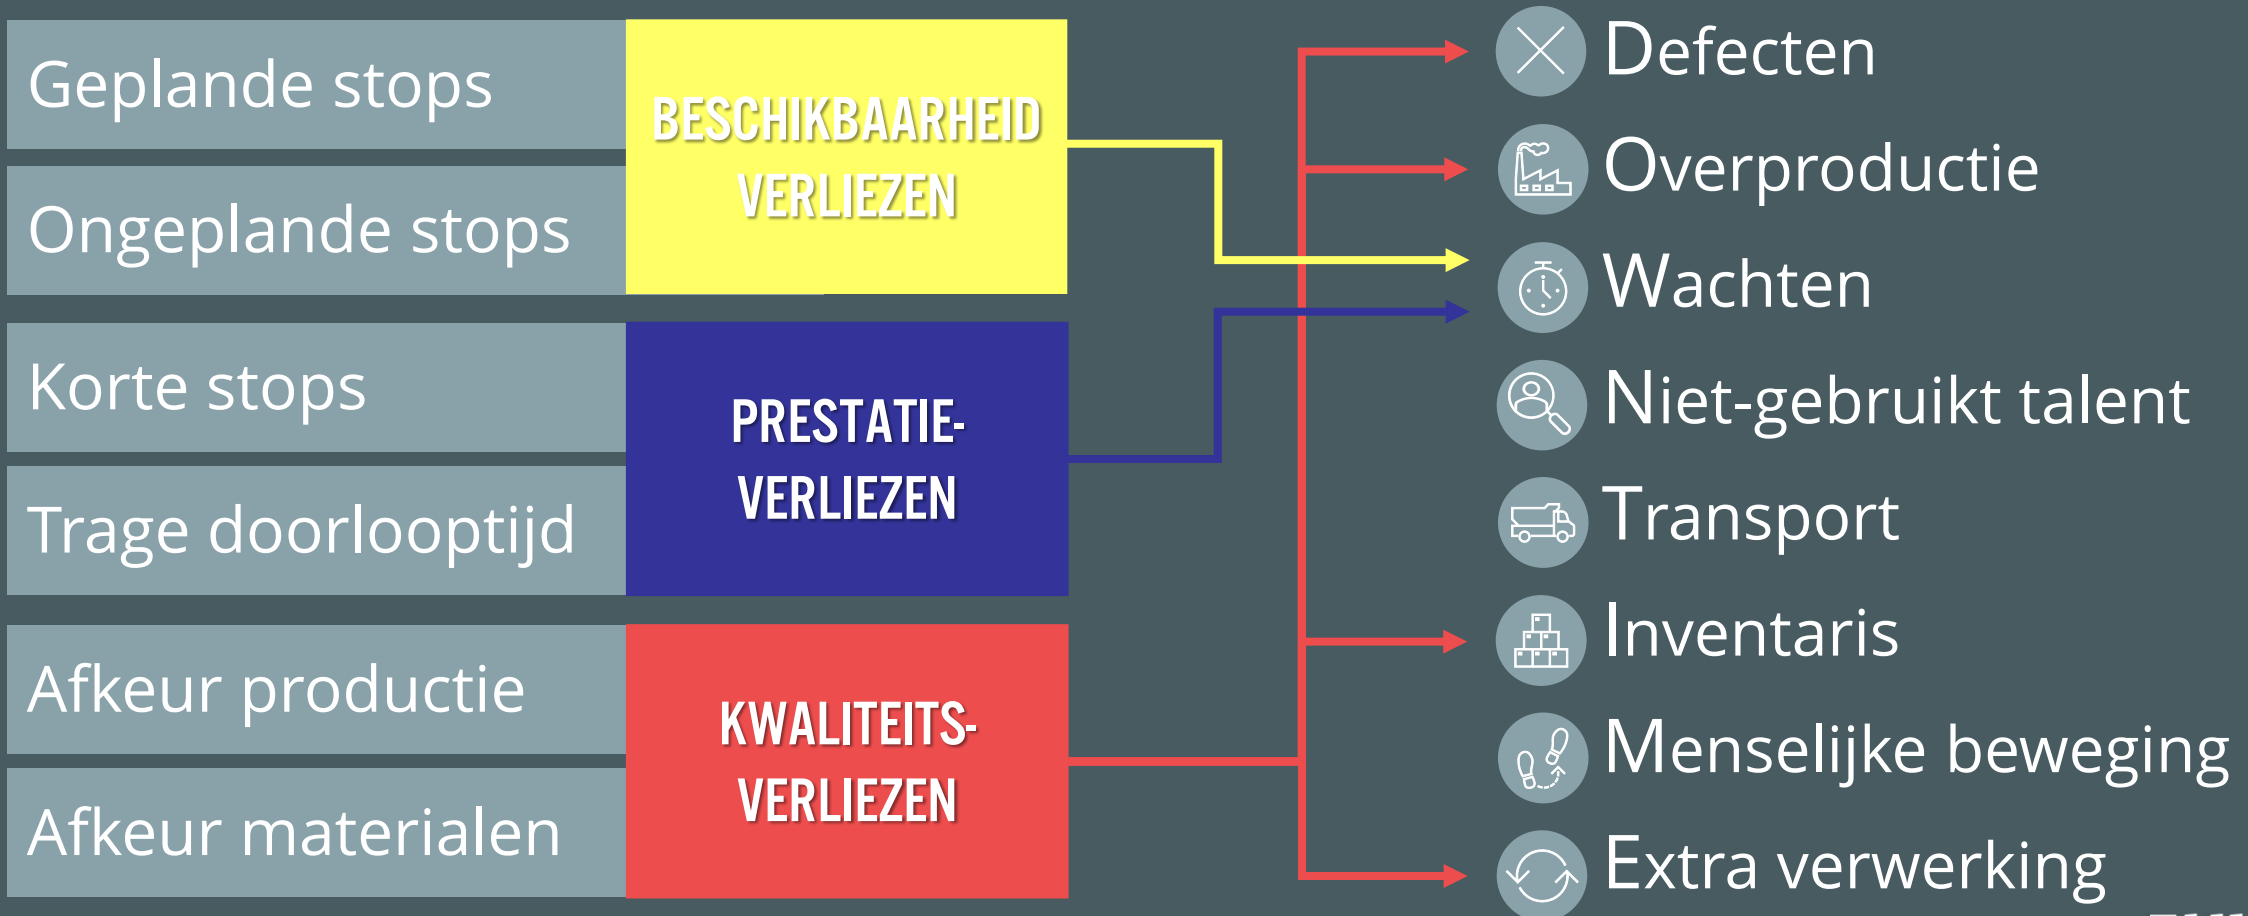 Geplande stops
Ongeplande stops
BESCHIKBAARHEID
VERLIEZEN
Korte stops
Trage doorlooptijd
PRESTATIE-
VERLIEZEN
Afkeur productie
Afkeur materialen
KWALITEITS-
VERLIEZEN
Defecten
Overproductie
Wachten
Niet-gebruikt talent
Transport
Inventaris
Menselijke beweging
Extra verwerking